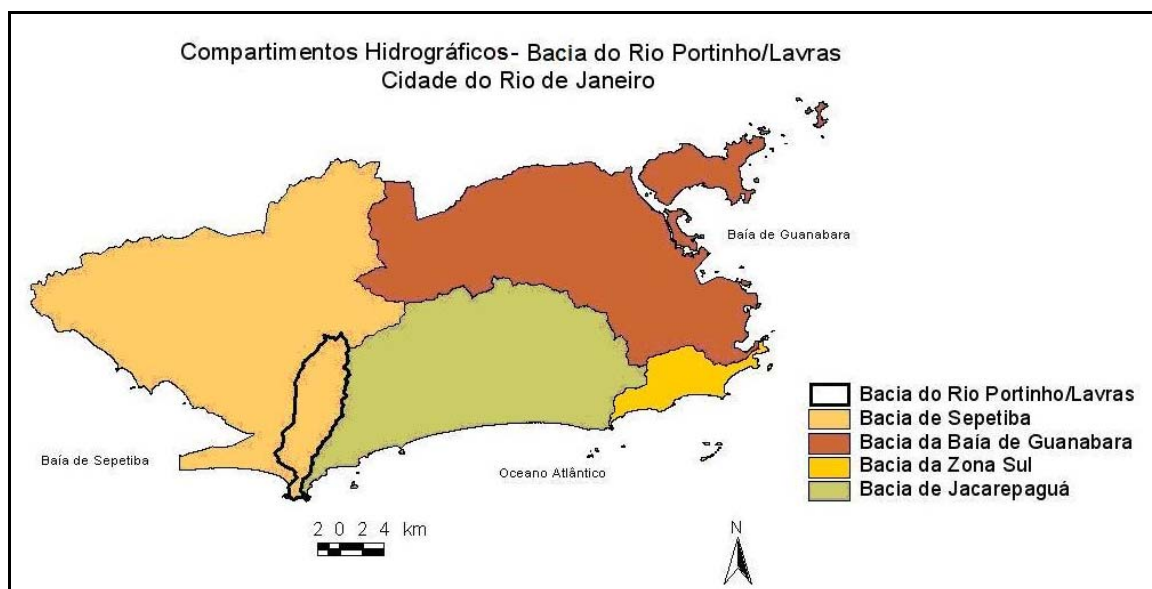 Compartimentos Hidrográficos- Bacia do Rio Portinho/Lavras
Cidade do Rio de Janeiro
Baía de Guanabara
Bacia do Rio Portinho/Lavras
Bacia de Sepetiba
Bacia da Baía de Guanabara
Bacia da Zona Sul
Bacia de Jacarepaguá
Baía de Sepetiba
Oceano Atlântico
2 0 2 4 km
N